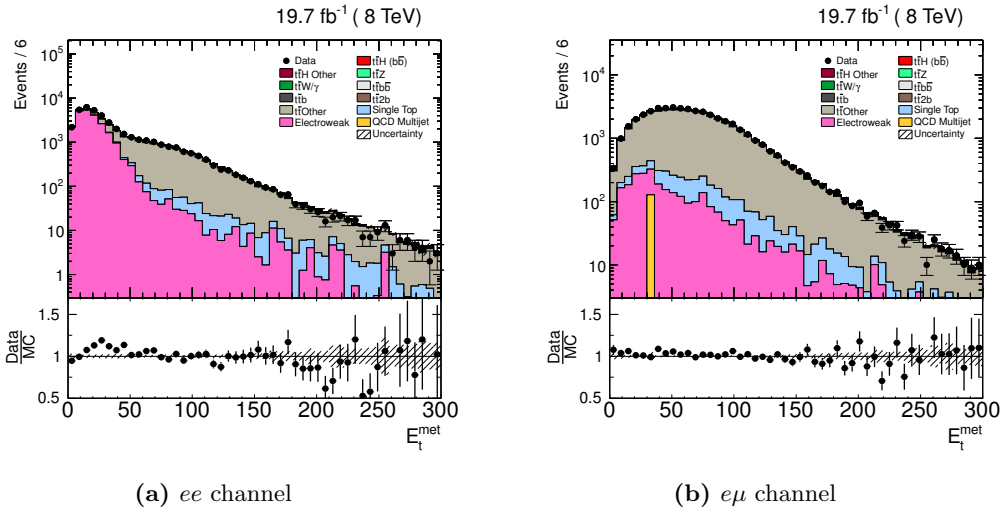 19.7 fb⁻¹ ( 8 TeV)
Events / 6
10⁵
10⁴
10³
10²
10
1
Data
tt̄H Other
tt̄W/γ
tt̄b
tt̄Other
Electroweak
tt̄H (bb̄)
tt̄Z
tt̄bb̄
tt̄2b
Single Top
QCD Multijet
Uncertainty
Data
MC
1.5
1
0.5
0 50 100 150 200 250 300
E_t^met
(a) ee channel
19.7 fb⁻¹ ( 8 TeV)
Events / 6
10⁴
10³
10²
10
Data
tt̄H Other
tt̄W/γ
tt̄b
tt̄Other
Electroweak
tt̄H (bb̄)
tt̄Z
tt̄bb̄
tt̄2b
Single Top
QCD Multijet
Uncertainty
Data
MC
1.5
1
0.5
0 50 100 150 200 250 300
E_t^met
(b) eμ channel